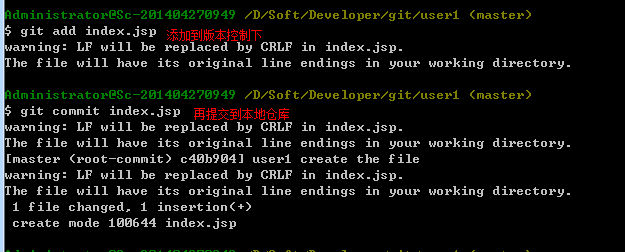 Administrator@Sc-201404270949 /D/Soft/Developer/git/user1 (master)
$ git add index.jsp 添加到版本控制下
warning: LF will be replaced by CRLF in index.jsp.
The file will have its original line endings in your working directory.
Administrator@Sc-201404270949 /D/Soft/Developer/git/user1 (master)
$ git commit index.jsp 再提交到本地仓库
warning: LF will be replaced by CRLF in index.jsp.
The file will have its original line endings in your working directory.
[master (root-commit) c40b904] user1 create the file
warning: LF will be replaced by CRLF in index.jsp.
The file will have its original line endings in your working directory.
 1 file changed, 1 insertion(+)
 create mode 100644 index.jsp